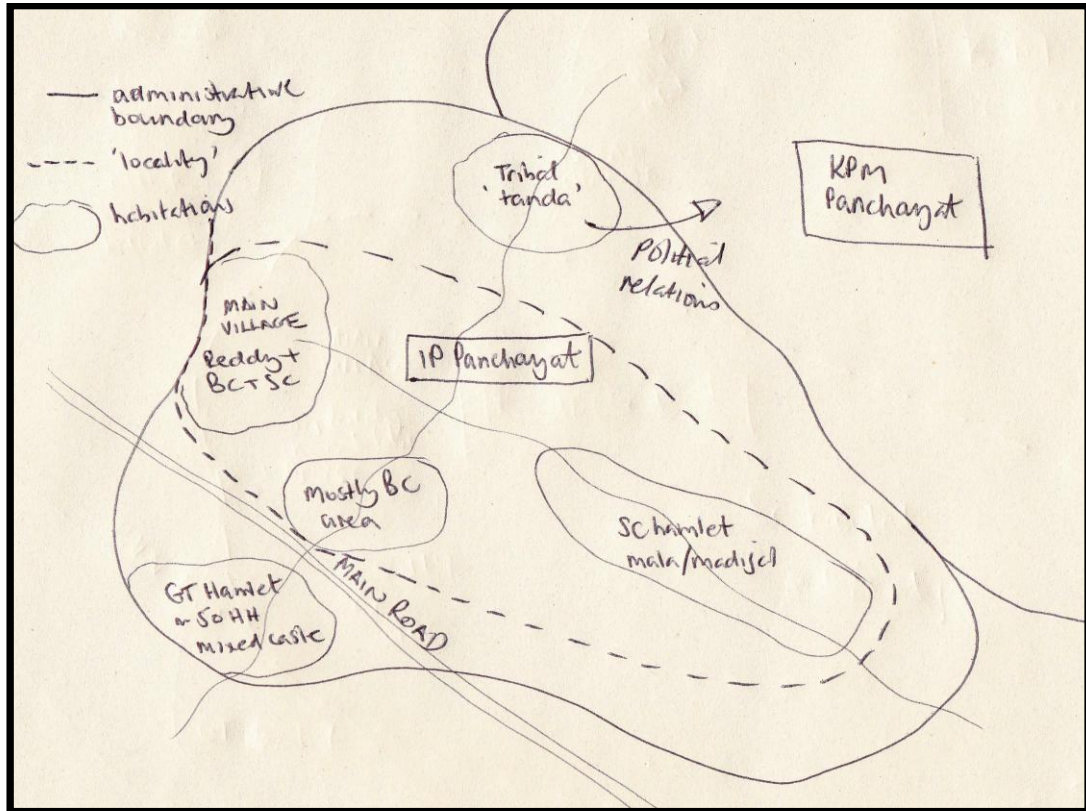 administrative
boundary
'locality'
habitations
Tribal
'tanda'
KPM
Panchayat
Political
relations
MAIN
VILLAGE
Reddy +
BC + SC
IP Panchayat
Mostly BC
area
SC hamlet
mala/madiga
MAIN ROAD
GT Hamlet
~ 50 HH
mixed caste